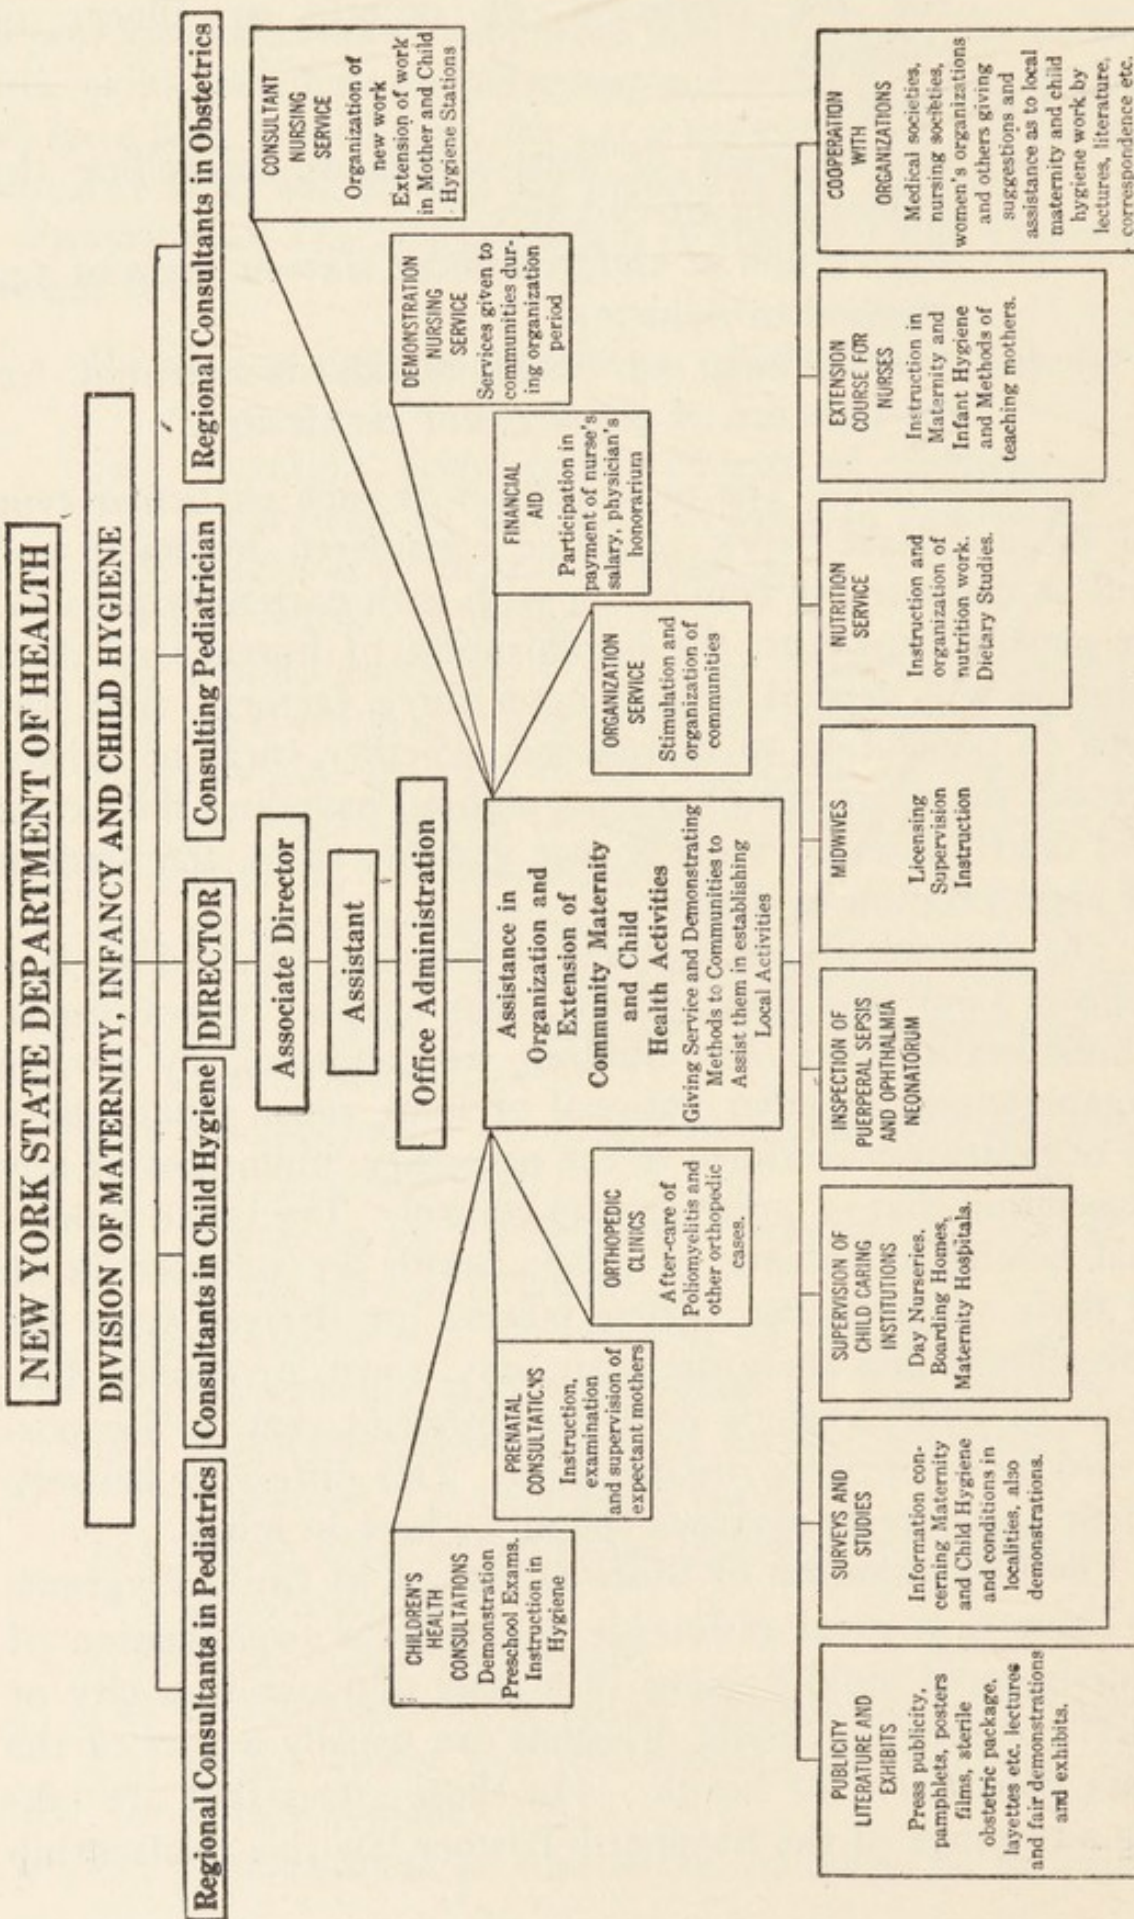 NEW YORK STATE DEPARTMENT OF HEALTH
DIVISION OF MATERNITY, INFANCY AND CHILD HYGIENE
Regional Consultants in Pediatrics
Consultants in Child Hygiene
DIRECTOR
Consulting Pediatrician
Regional Consultants in Obstetrics
Associate Director
Assistant
Office Administration
Assistance in
Organization and
Extension of
Community Maternity
and Child
Health Activities
Giving Service and Demonstrating
Methods to Communities to
Assist them in establishing
Local Activities
CHILDREN'S
HEALTH
CONSULTATIONS
Demonstration
Preschool Exams.
Instruction in
Hygiene
PRENATAL
CONSULTATIONS
Instruction,
examination
and supervision of
expectant mothers
ORTHOPEDIC
CLINICS
After-care of
Poliomyelitis and
other orthopedic
cases.
ORGANIZATION
SERVICE
Stimulation and
organization of
communities
FINANCIAL
AID
Participation in
payment of nurse's
salary, physician's
honorarium
DEMONSTRATION
NURSING
SERVICE
Services given to
communities dur-
ing organization
period
CONSULTANT
NURSING
SERVICE
Organization of
new work
Extension of work
in Mother and Child
Hygiene Stations
PUBLICITY
LITERATURE AND
EXHIBITS
Press publicity,
pamphlets, posters
films, sterile
obstetric package,
layettes etc. lectures
and fair demonstrations
and exhibits.
SURVEYS AND
STUDIES
Information con-
cerning Maternity
and Child Hygiene
and conditions in
localities, also
demonstrations.
SUPERVISION OF
CHILD CARING
INSTITUTIONS
Day Nurseries,
Boarding Homes,
Maternity Hospitals.
INSPECTION OF
PUERPERAL SEPSIS
AND OPHTHALMIA
NEONATORUM
MIDWIVES
Licensing
Supervision
Instruction
NUTRITION
SERVICE
Instruction and
organization of
nutrition work.
Dietary Studies.
EXTENSION
COURSE FOR
NURSES
Instruction in
Maternity and
Infant Hygiene
and Methods of
teaching mothers.
COOPERATION
WITH
ORGANIZATIONS
Medical societies,
nursing societies,
women's organizations
and others giving
suggestions and
assistance as to local
maternity and child
hygiene work by
lectures, literature,
correspondence etc.